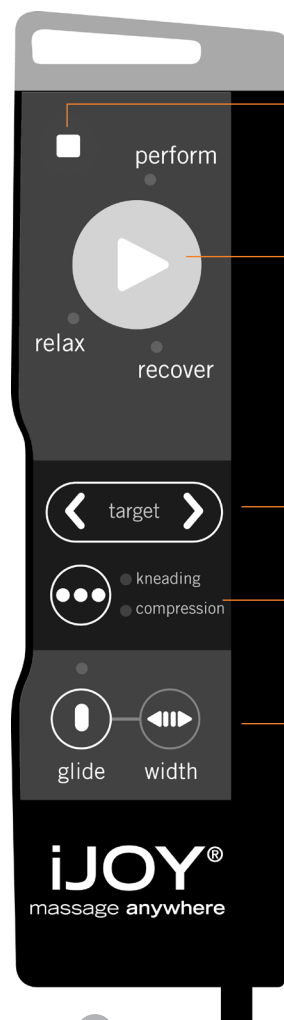 perform
relax
recover
target
kneading
compression
glide width
iJOY®
massage anywhere